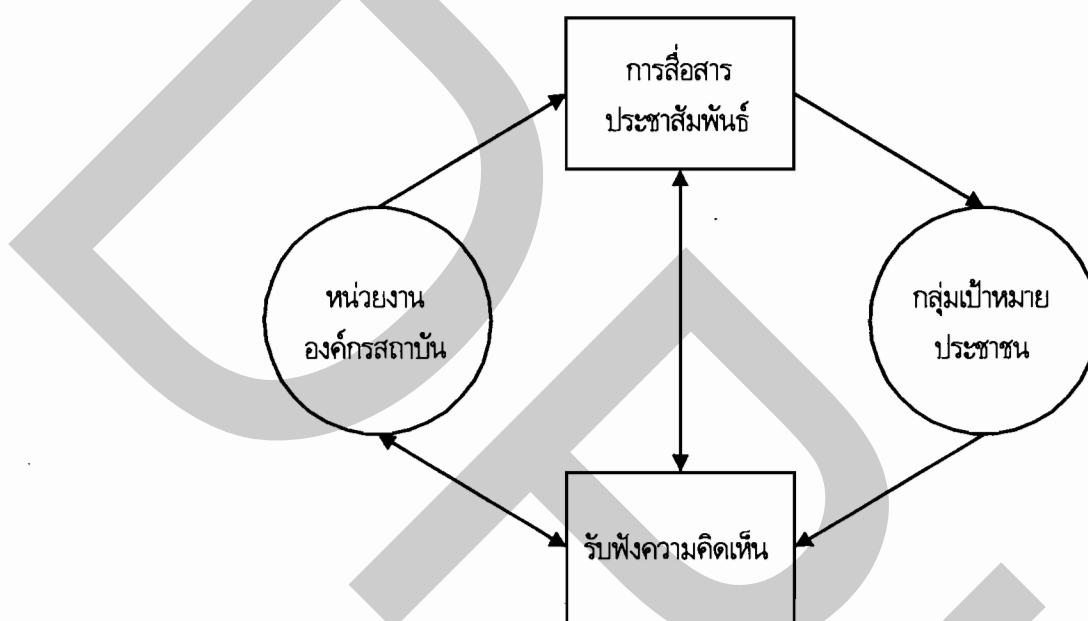 การสื่อสาร
ประชาสัมพันธ์
หน่วยงาน
องค์กรสถาบัน
กลุ่มเป้าหมาย
ประชาชน
รับฟังความคิดเห็น